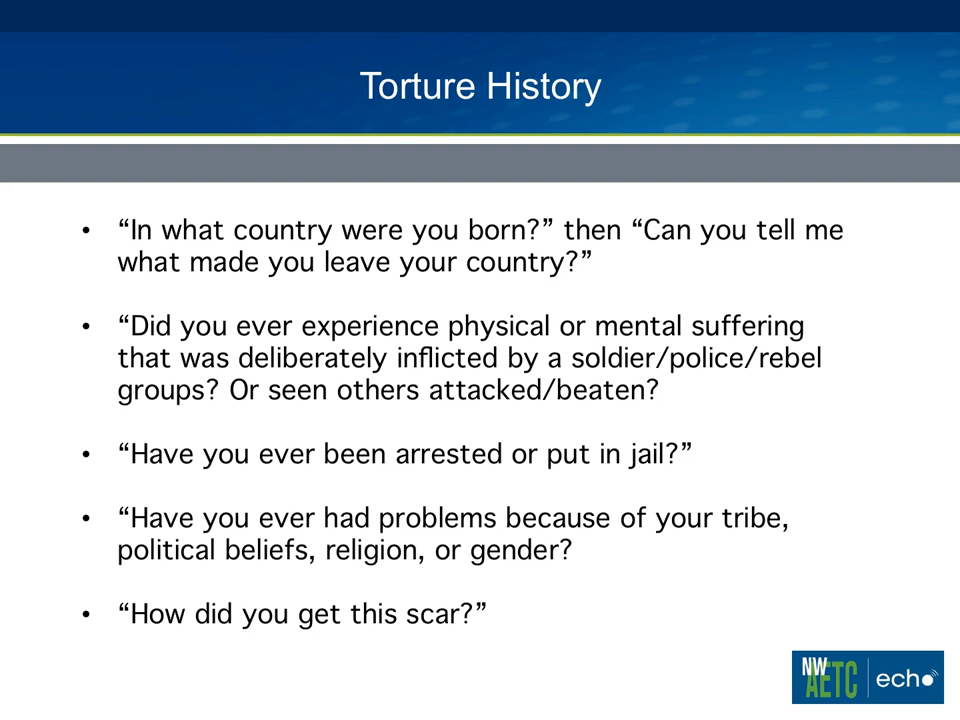 Torture History
• “In what country were you born?” then “Can you tell me
what made you leave your country?”
• “Did you ever experience physical or mental suffering
that was deliberately inflicted by a soldier/police/rebel
groups? Or seen others attacked/beaten?
• “Have you ever been arrested or put in jail?”
• “Have you ever had problems because of your tribe,
political beliefs, religion, or gender?
• “How did you get this scar?”
NW
AETC
echo